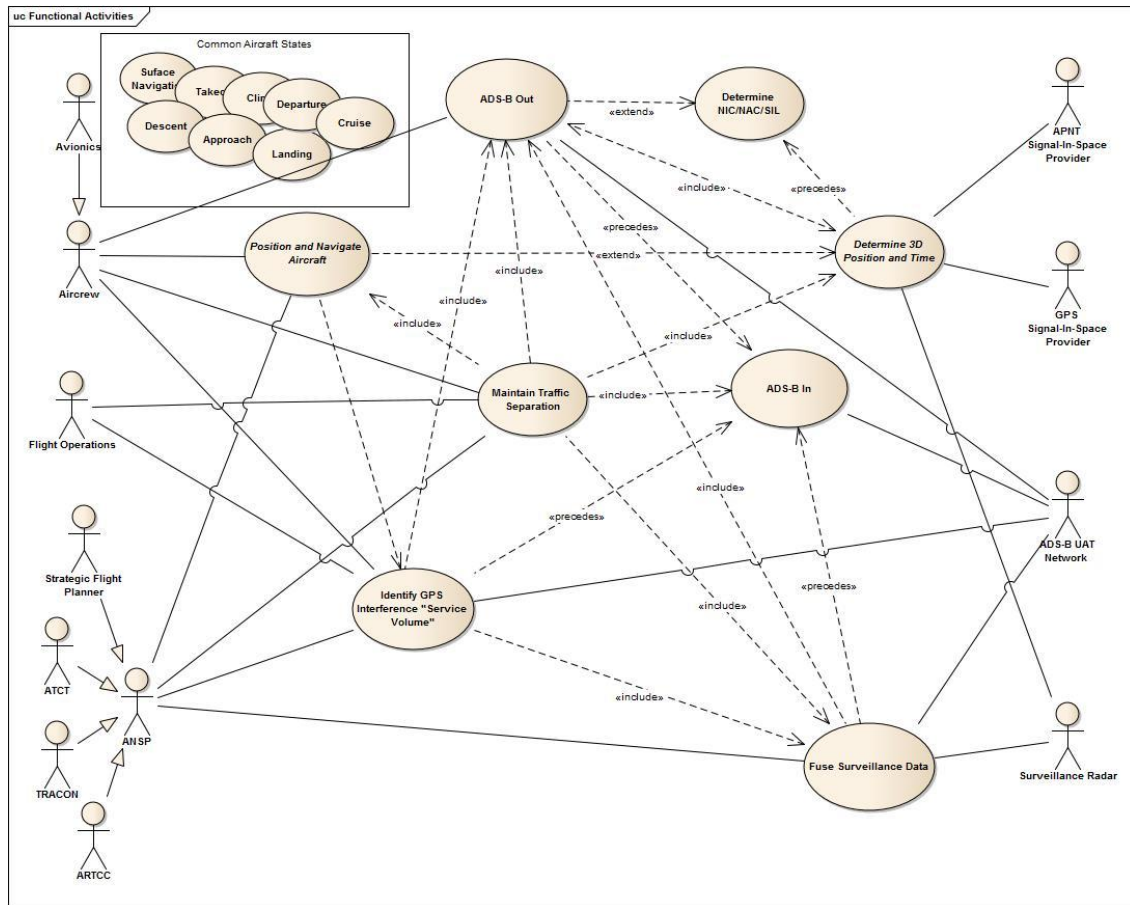 uc Functional Activities
Common Aircraft States
Suface
Navigation
Climb
Departure
Cruise
Descent
Approach
Landing
Avionics
Aircrew
Flight Operations
Strategic Flight
Planner
ATCT
TRACON
ARTCC
ANSP
ADS-B Out
Determine
NIC/NAC/SIL
Position and Navigate
Aircraft
Determine 3D
Position and Time
Maintain Traffic
Separation
ADS-B In
Identify GPS
Interference "Service
Volume"
Fuse Surveillance Data
APNT
Signal-In-Space
Provider
GPS
Signal-In-Space
Provider
ADS-B UAT
Network
Surveillance Radar
«extend»
«include»
«precedes»
«precedes»
«extend»
«include»
«include»
«include»
«include»
«include»
«include»
«precedes»
«include»
«precedes»
«include»